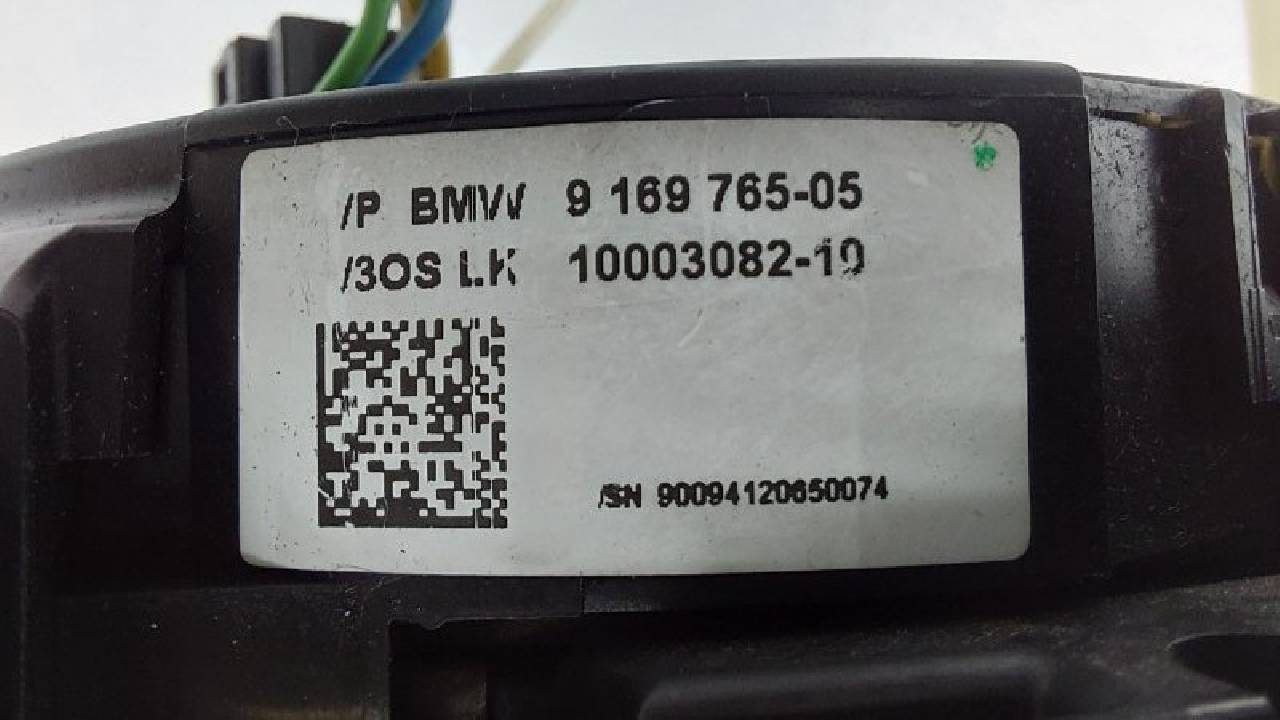 /P BMW 9 169 765-05
/3OS LK 10003082-10
/SN 90094120650074